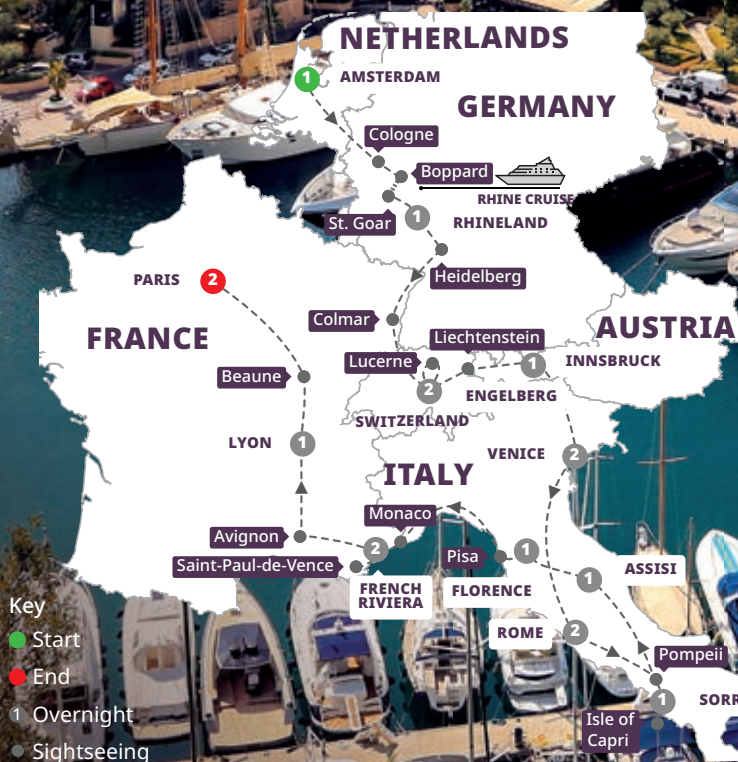 NETHERLANDS
1
AMSTERDAM
GERMANY
Cologne
Boppard
RHINE CRUISE
St. Goar
1
RHINELAND
Heidelberg
PARIS
2
FRANCE
Colmar
Liechtenstein
AUSTRIA
Lucerne
1
INNSBRUCK
Beaune
2
ENGELBERG
SWITZERLAND
LYON
1
VENICE
2
ITALY
Monaco
Avignon
2
Pisa
1
Saint-Paul-de-Vence
FRENCH
RIVIERA
FLORENCE
1
ASSISI
ROME
2
Pompeii
1
SORR
Isle of
Capri
Key
Start
End
1 Overnight
Sightseeing